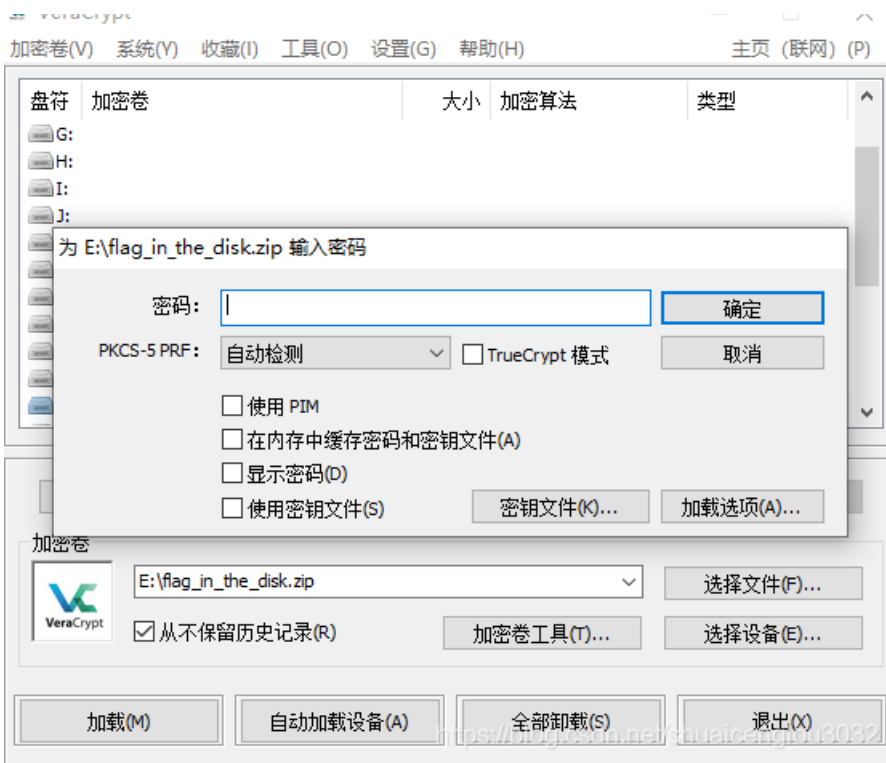 VeraCrypt
加密卷(V) 系统(Y) 收藏(I) 工具(O) 设置(G) 帮助(H) 主页 (联网) (P)
盘符 加密卷 大小 加密算法 类型
G:
H:
I:
J:
为 E:\flag_in_the_disk.zip 输入密码
密码: 确定
PKCS-5 PRF: 自动检测 TrueCrypt 模式 取消
使用 PIM
在内存中缓存密码和密钥文件(A)
显示密码(D)
使用密钥文件(S) 密钥文件(K)... 加载选项(A)...
加密卷
E:\flag_in_the_disk.zip 选择文件(F)...
VeraCrypt
从不保留历史记录(R) 加密卷工具(T)... 选择设备(E)...
加载(M) 自动加载设备(A) 全部卸载(S) 退出(X)